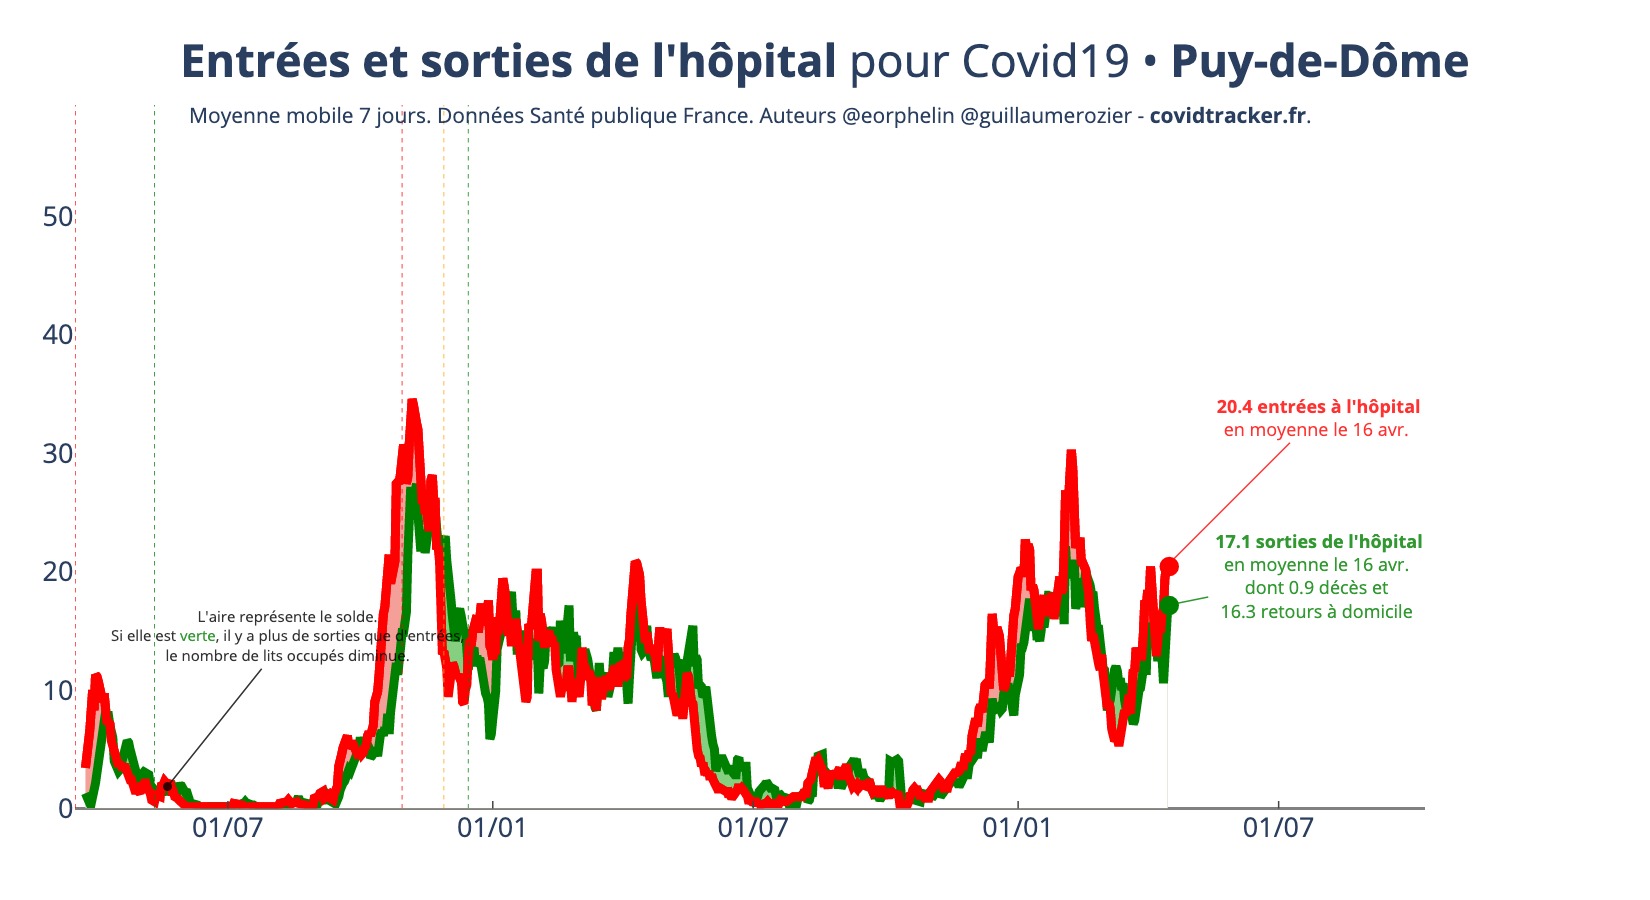 Entrées et sorties de l'hôpital pour Covid19 • Puy-de-Dôme
Moyenne mobile 7 jours. Données Santé publique France. Auteurs @eorphelin @guillaumerozier - covidtracker.fr.
50
40
30
20
10
0
L'aire représente le solde.
Si elle est verte, il y a plus de sorties que d'entrées,
le nombre de lits occupés diminue.
20.4 entrées à l'hôpital
en moyenne le 16 avr.
17.1 sorties de l'hôpital
en moyenne le 16 avr.
dont 0.9 décès et
16.3 retours à domicile
01/07
01/01
01/07
01/01
01/07